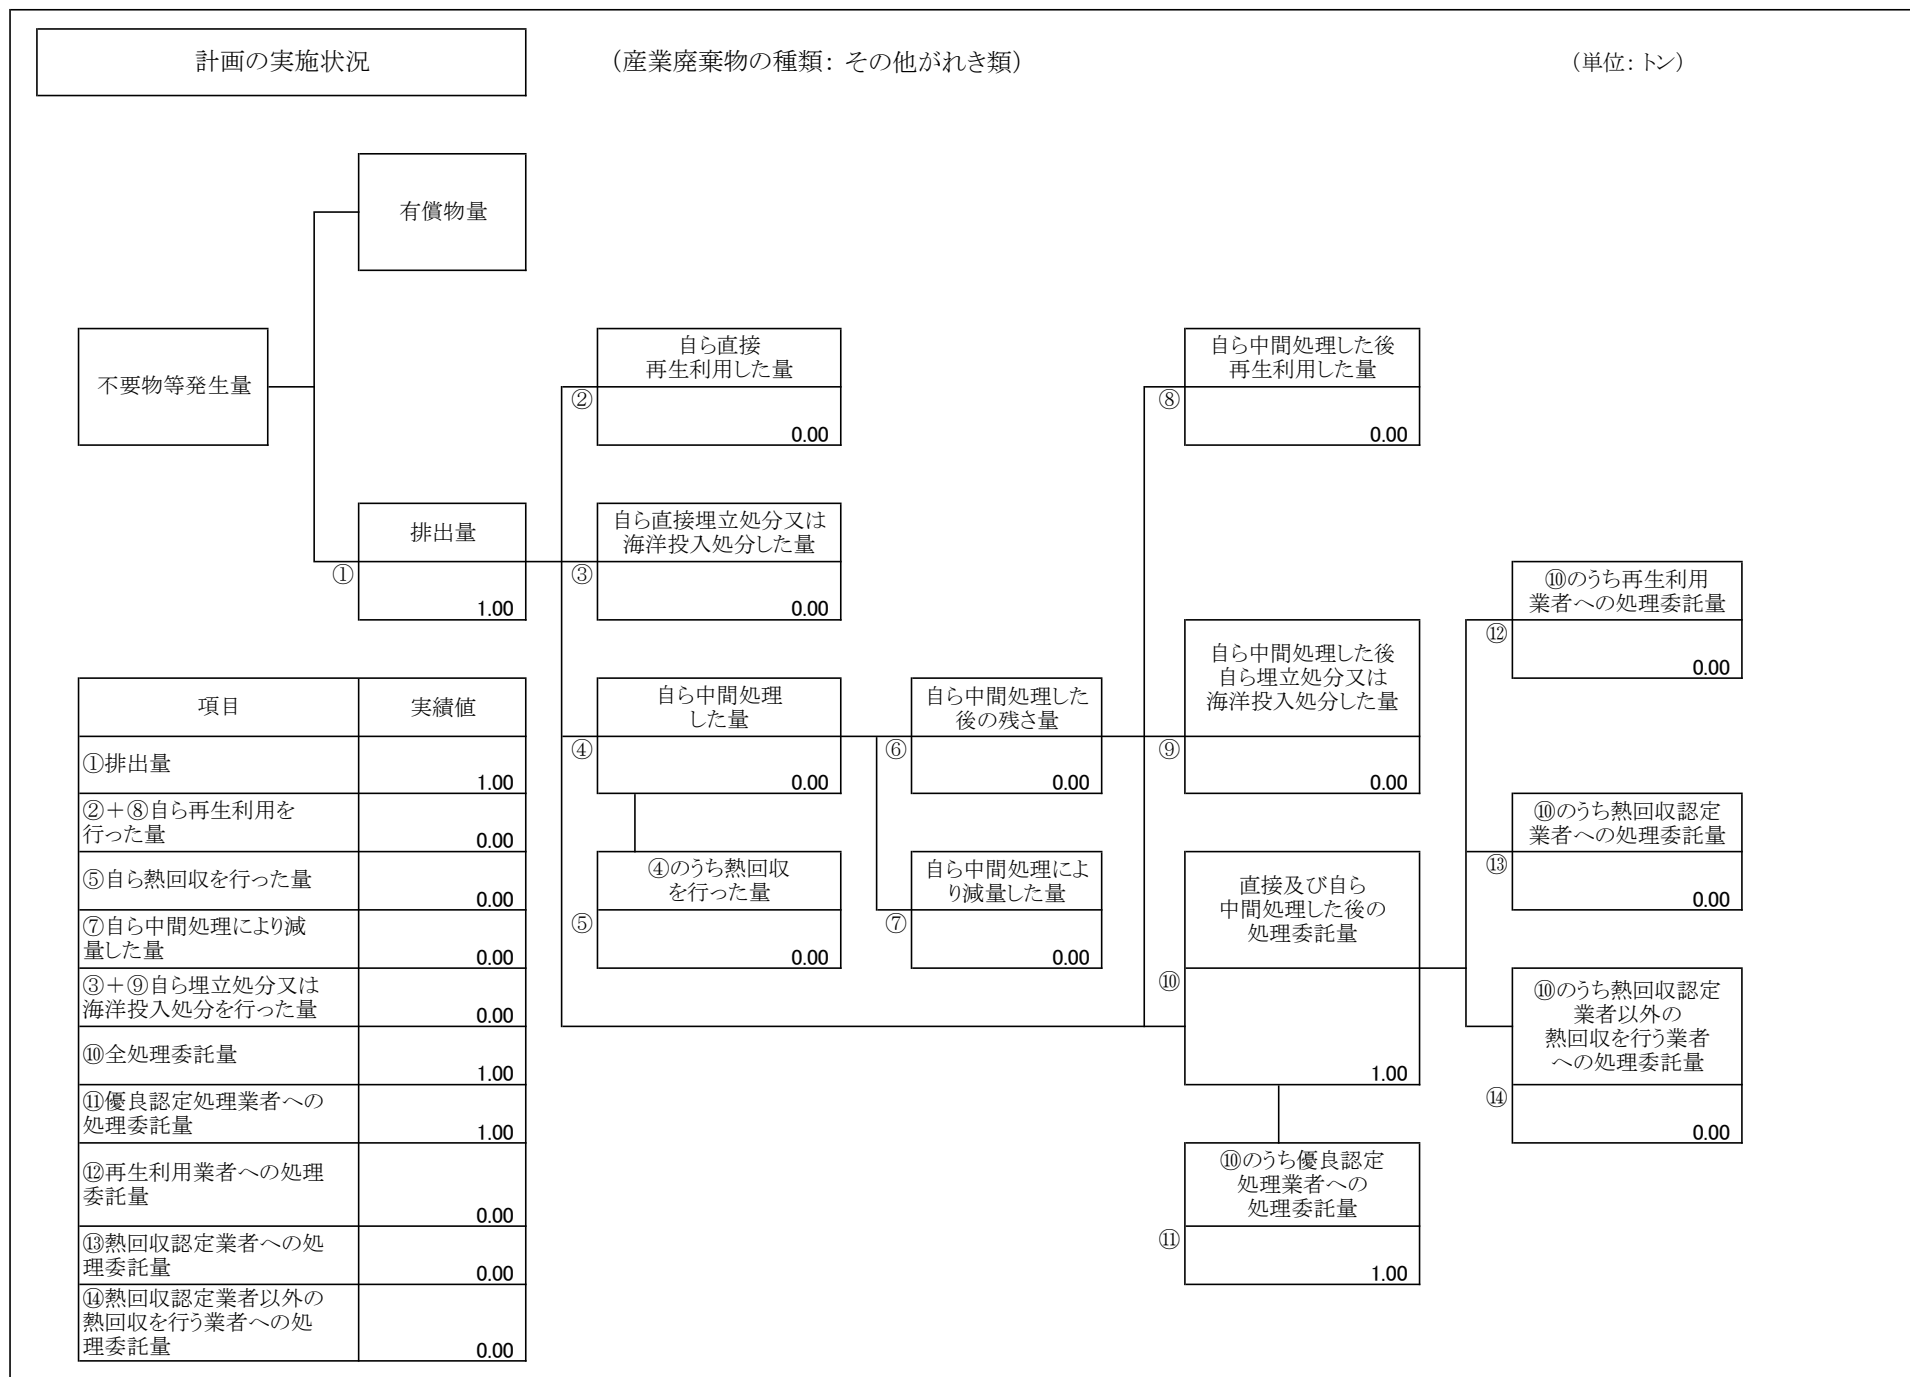 計画の実施状況
（産業廃棄物の種類：その他がれき類）
（単位：トン）
有償物量
不要物等発生量
自ら直接
再生利用した量
②
0.00
自ら中間処理した後
再生利用した量
⑧
0.00
排出量
①
1.00
自ら直接埋立処分又は
海洋投入処分した量
③
0.00
⑩のうち再生利用
業者への処理委託量
⑫
0.00
自ら中間処理
した量
④
0.00
自ら中間処理した
後の残さ量
⑥
0.00
自ら中間処理した後
自ら埋立処分又は
海洋投入処分した量
⑨
0.00
⑩のうち熱回収認定
業者への処理委託量
⑬
0.00
④のうち熱回収
を行った量
⑤
0.00
自ら中間処理によ
り減量した量
⑦
0.00
直接及び自ら
中間処理した後の
処理委託量
⑩
1.00
⑩のうち熱回収認定
業者以外の
熱回収を行う業者
への処理委託量
⑭
0.00
⑩のうち優良認定
処理業者への
処理委託量
⑪
1.00
項目 実績値
①排出量
1.00
②＋⑧自ら再生利用を
行った量
0.00
⑤自ら熱回収を行った量
0.00
⑦自ら中間処理により減
量した量
0.00
③＋⑨自ら埋立処分又は
海洋投入処分を行った量
0.00
⑩全処理委託量
1.00
⑪優良認定処理業者への
処理委託量
1.00
⑫再生利用業者への処理
委託量
0.00
⑬熱回収認定業者への処
理委託量
0.00
⑭熱回収認定業者以外の
熱回収を行う業者への処
理委託量
0.00